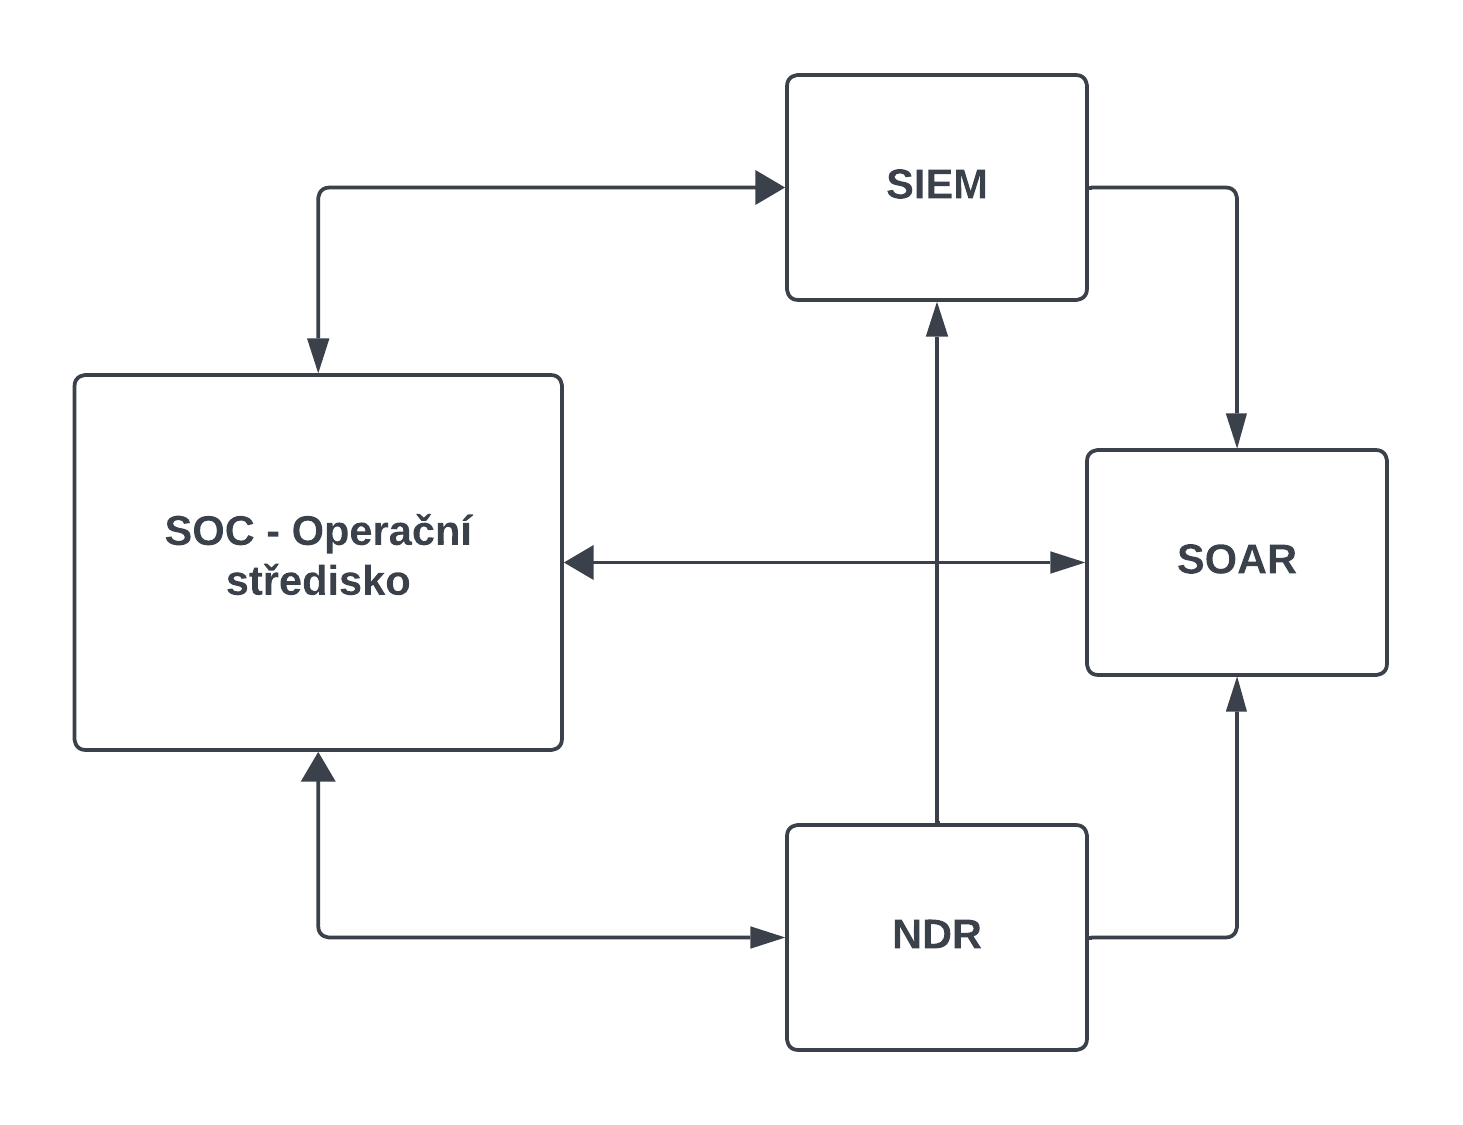 SIEM
SOC - Operační
středisko
SOAR
NDR